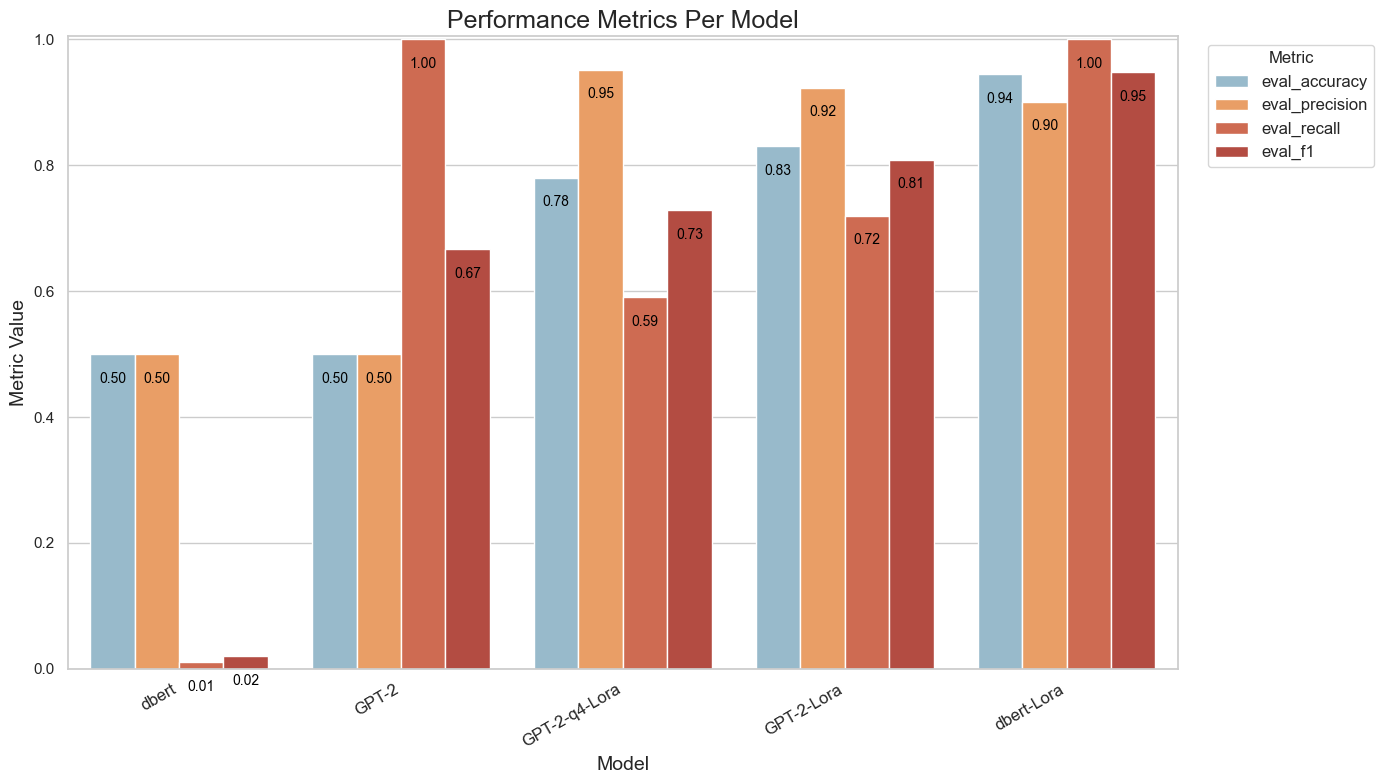 Performance Metrics Per Model
Metric
eval_accuracy
eval_precision
eval_recall
eval_f1
Metric Value
1.0
0.8
0.6
0.4
0.2
0.0
0.50
0.50
0.01
0.02
0.50
0.50
1.00
0.67
0.78
0.95
0.59
0.73
0.83
0.92
0.72
0.81
0.94
0.90
1.00
0.95
dbert
GPT-2
GPT-2-q4-Lora
GPT-2-Lora
dbert-Lora
Model